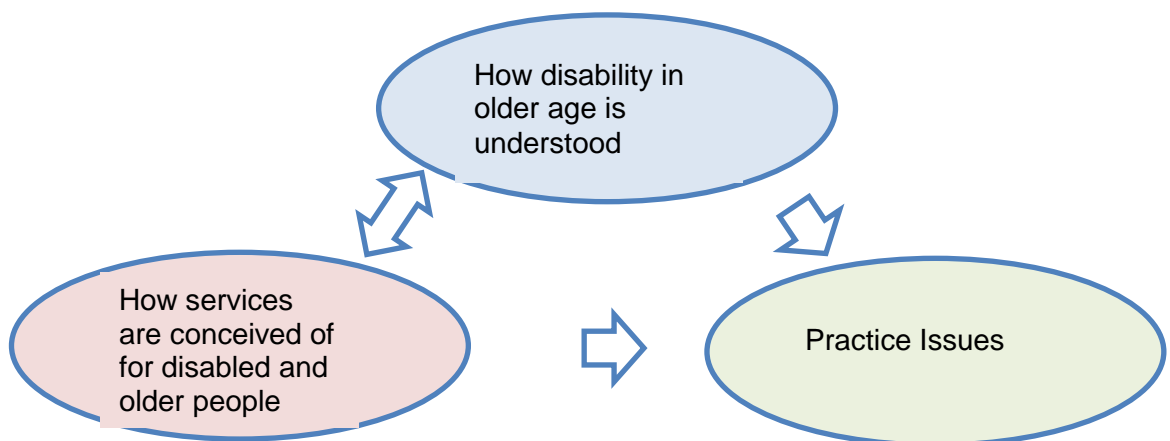 How disability in
older age is
understood
How services
are conceived of
for disabled and
older people
Practice Issues